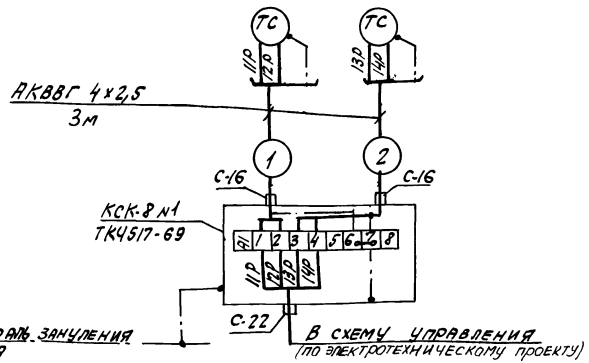 ТС
ТС
11Р
12Р
13Р
14Р
АКВВГ 4х2,5
3м
1
2
С-16
С-16
КСК-8 №1
ТК4517-69
А1 1 2 3 4 5 6 7 8
11Р
12Р
13Р
14Р
С-22
ЗАНУЛЕНИЯ
В СХЕМУ УПРАВЛЕНИЯ
(ПО ЭЛЕКТРОТЕХНИЧЕСКОМУ ПРОЕКТУ)